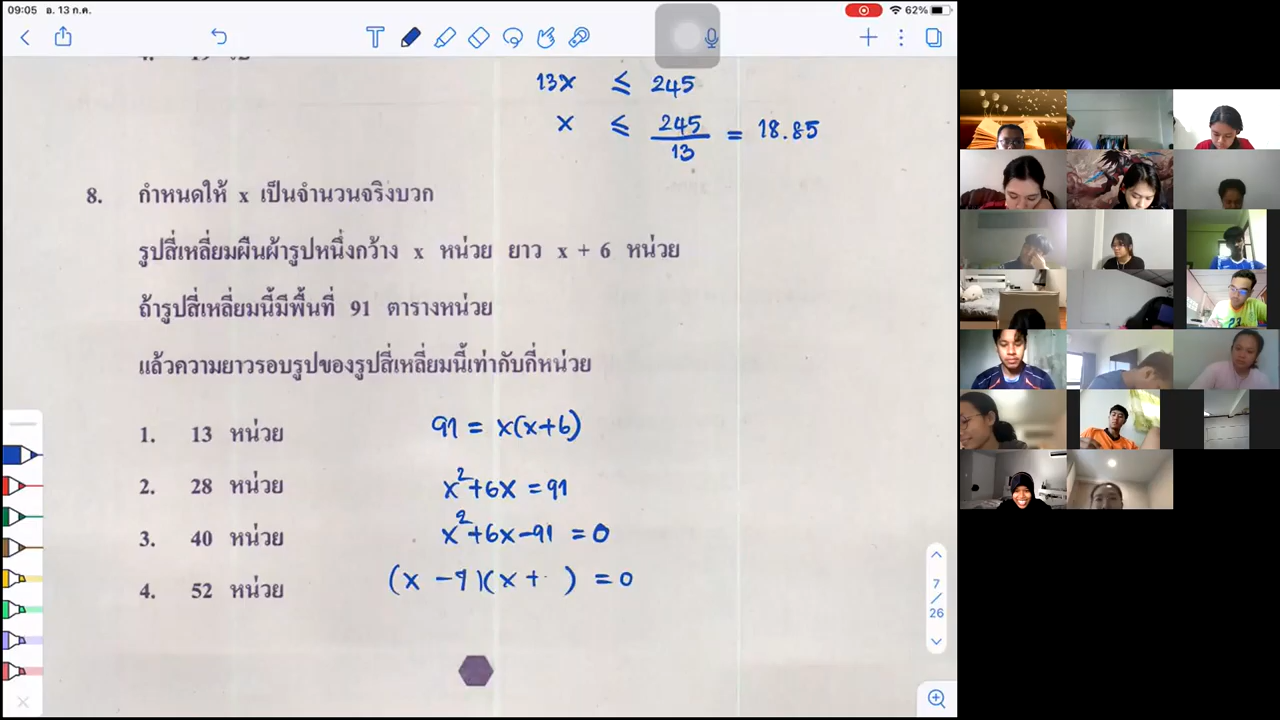 09:05 อ. 13 ก.ค.
62%
13x ≤ 245
x ≤ 245/13 = 18.85
8. กำหนดให้ x เป็นจำนวนจริงบวก
รูปสี่เหลี่ยมผืนผ้ารูปหนึ่งกว้าง x หน่วย ยาว x + 6 หน่วย
ถ้ารูปสี่เหลี่ยมนี้มีพื้นที่ 91 ตารางหน่วย
แล้วความยาวรอบรูปของรูปสี่เหลี่ยมนี้เท่ากับกี่หน่วย
1. 13 หน่วย
2. 28 หน่วย
3. 40 หน่วย
4. 52 หน่วย
91 = x(x+6)
x²+6x = 91
x²+6x-91 = 0
(x -7)(x + ) = 0
7
/
26